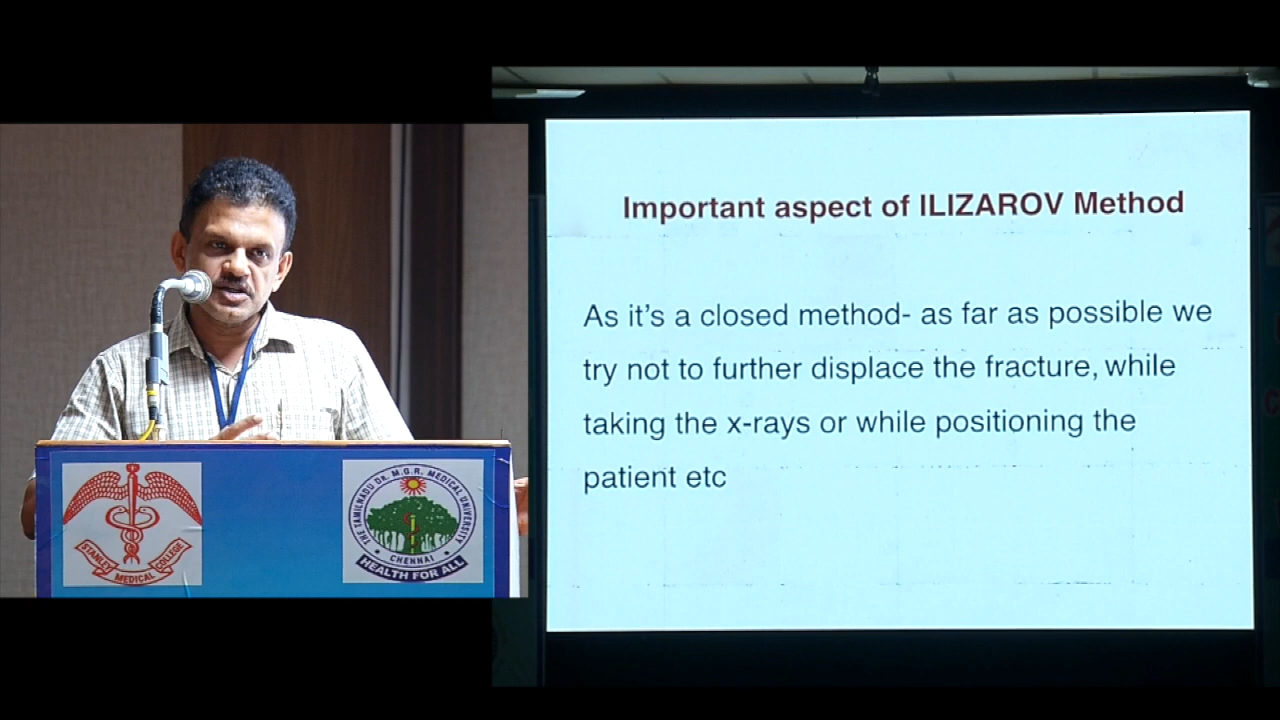 Important aspect of ILIZAROV Method
As it's a closed method- as far as possible we
try not to further displace the fracture, while
taking the x-rays or while positioning the
patient etc
STANLEY MEDICAL COLLEGE
THE TAMILNADU Dr. M.G.R. MEDICAL UNIVERSITY
CHENNAI
HEALTH FOR ALL